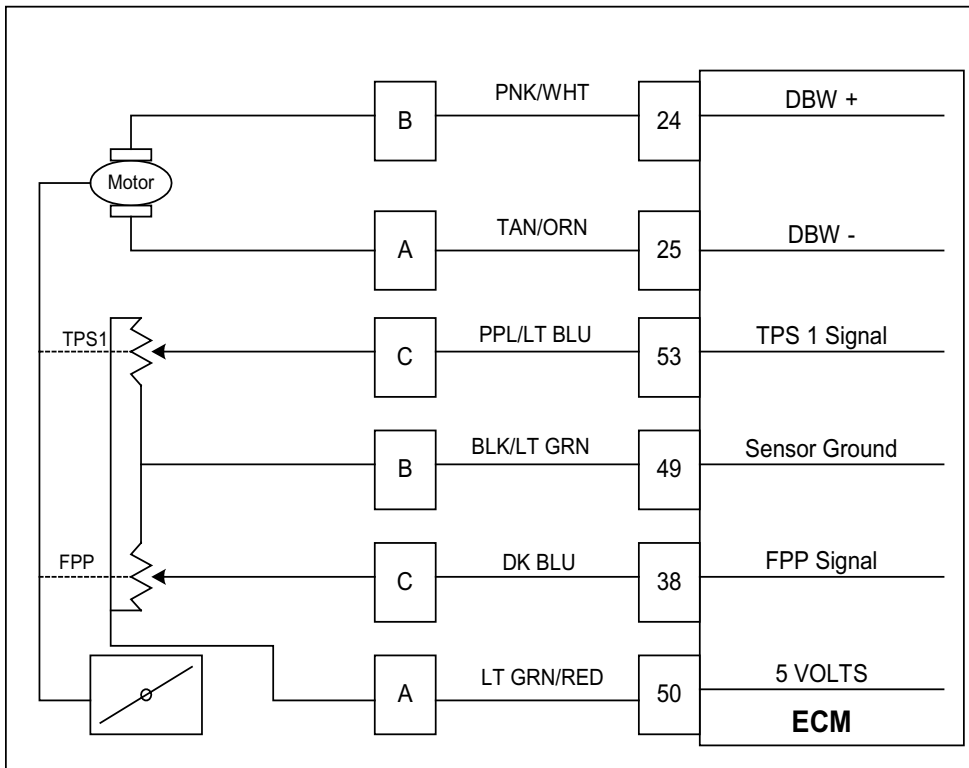 B PNK/WHT 24 DBW +
Motor
A TAN/ORN 25 DBW -
TPS1 C PPL/LT BLU 53 TPS 1 Signal
B BLK/LT GRN 49 Sensor Ground
FPP C DK BLU 38 FPP Signal
A LT GRN/RED 50 5 VOLTS
ECM